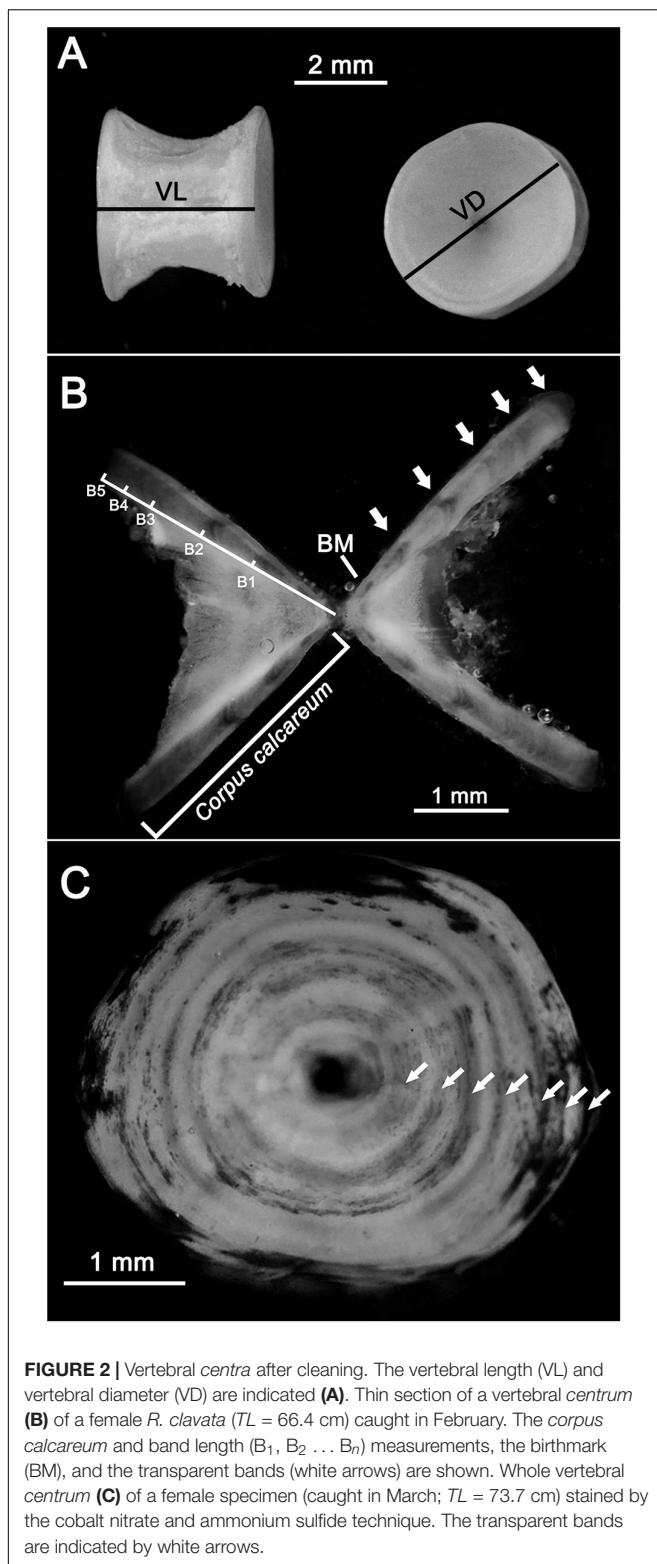 A
2 mm
VL
VD
B
B5
B4
B3
B2
B1
BM
Corpus calcareum
1 mm
C
1 mm
FIGURE 2 | Vertebral centra after cleaning. The vertebral length (VL) and
vertebral diameter (VD) are indicated (A). Thin section of a vertebral centrum
(B) of a female R. clavata (TL = 66.4 cm) caught in February. The corpus
calcareum and band length (B1, B2 ... Bn) measurements, the birthmark
(BM), and the transparent bands (white arrows) are shown. Whole vertebral
centrum (C) of a female specimen (caught in March; TL = 73.7 cm) stained by
the cobalt nitrate and ammonium sulfide technique. The transparent bands
are indicated by white arrows.